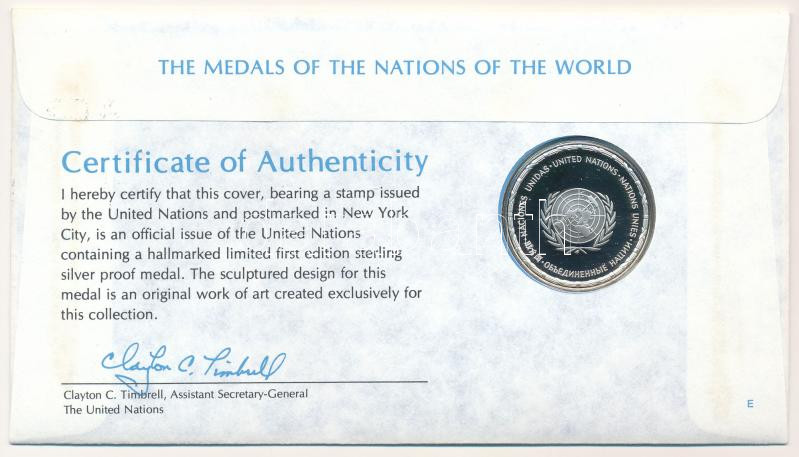 THE MEDALS OF THE NATIONS OF THE WORLD
Certificate of Authenticity
I hereby certify that this cover, bearing a stamp issued
by the United Nations and postmarked in New York
City, is an official issue of the United Nations
containing a hallmarked limited first edition sterling
silver proof medal. The sculptured design for this
medal is an original work of art created exclusively for
this collection.
Clayton C. Timbrell
Clayton C. Timbrell, Assistant Secretary-General
The United Nations
NACIONES UNIDAS · UNITED NATIONS · NATIONS UNIES ·
ОБЪЕДИНЕННЫЕ НАЦИИ
E